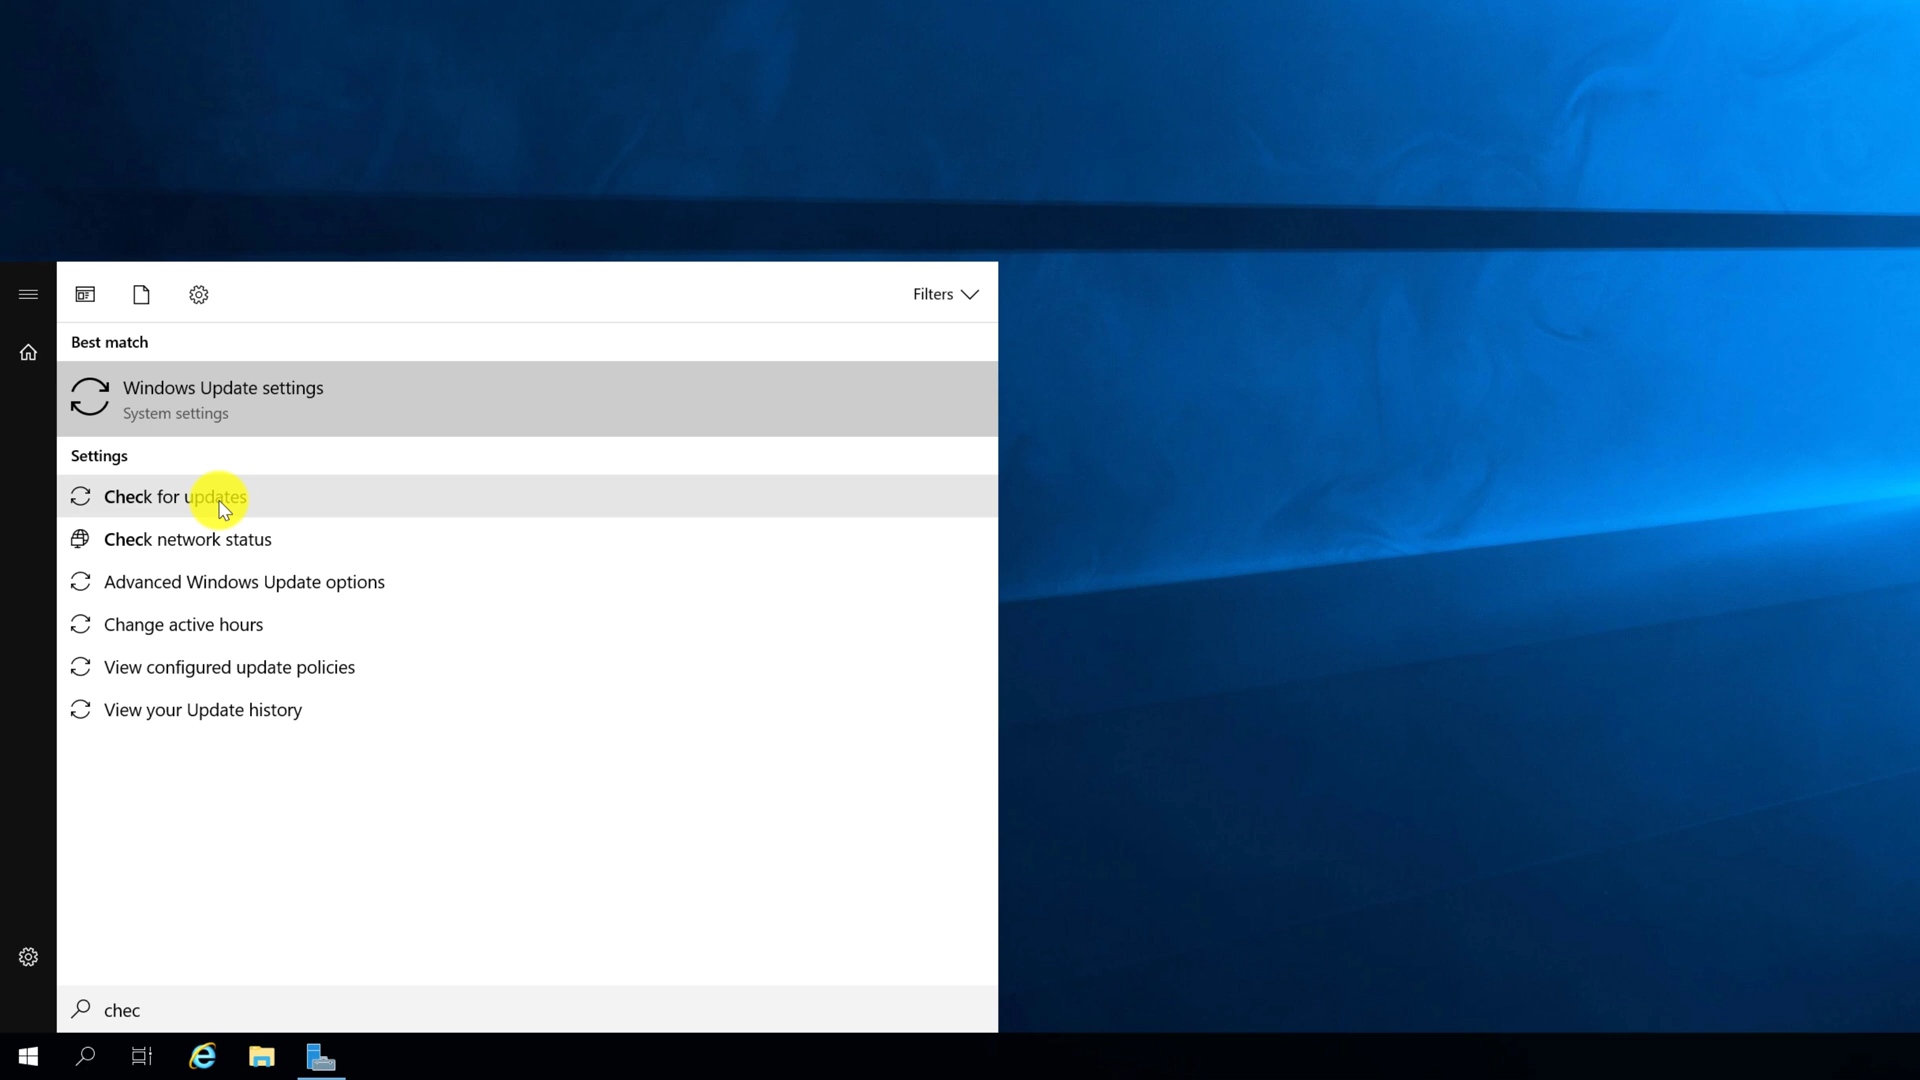 Filters
Best match
Windows Update settings
System settings
Settings
Check for updates
Check network status
Advanced Windows Update options
Change active hours
View configured update policies
View your Update history
chec